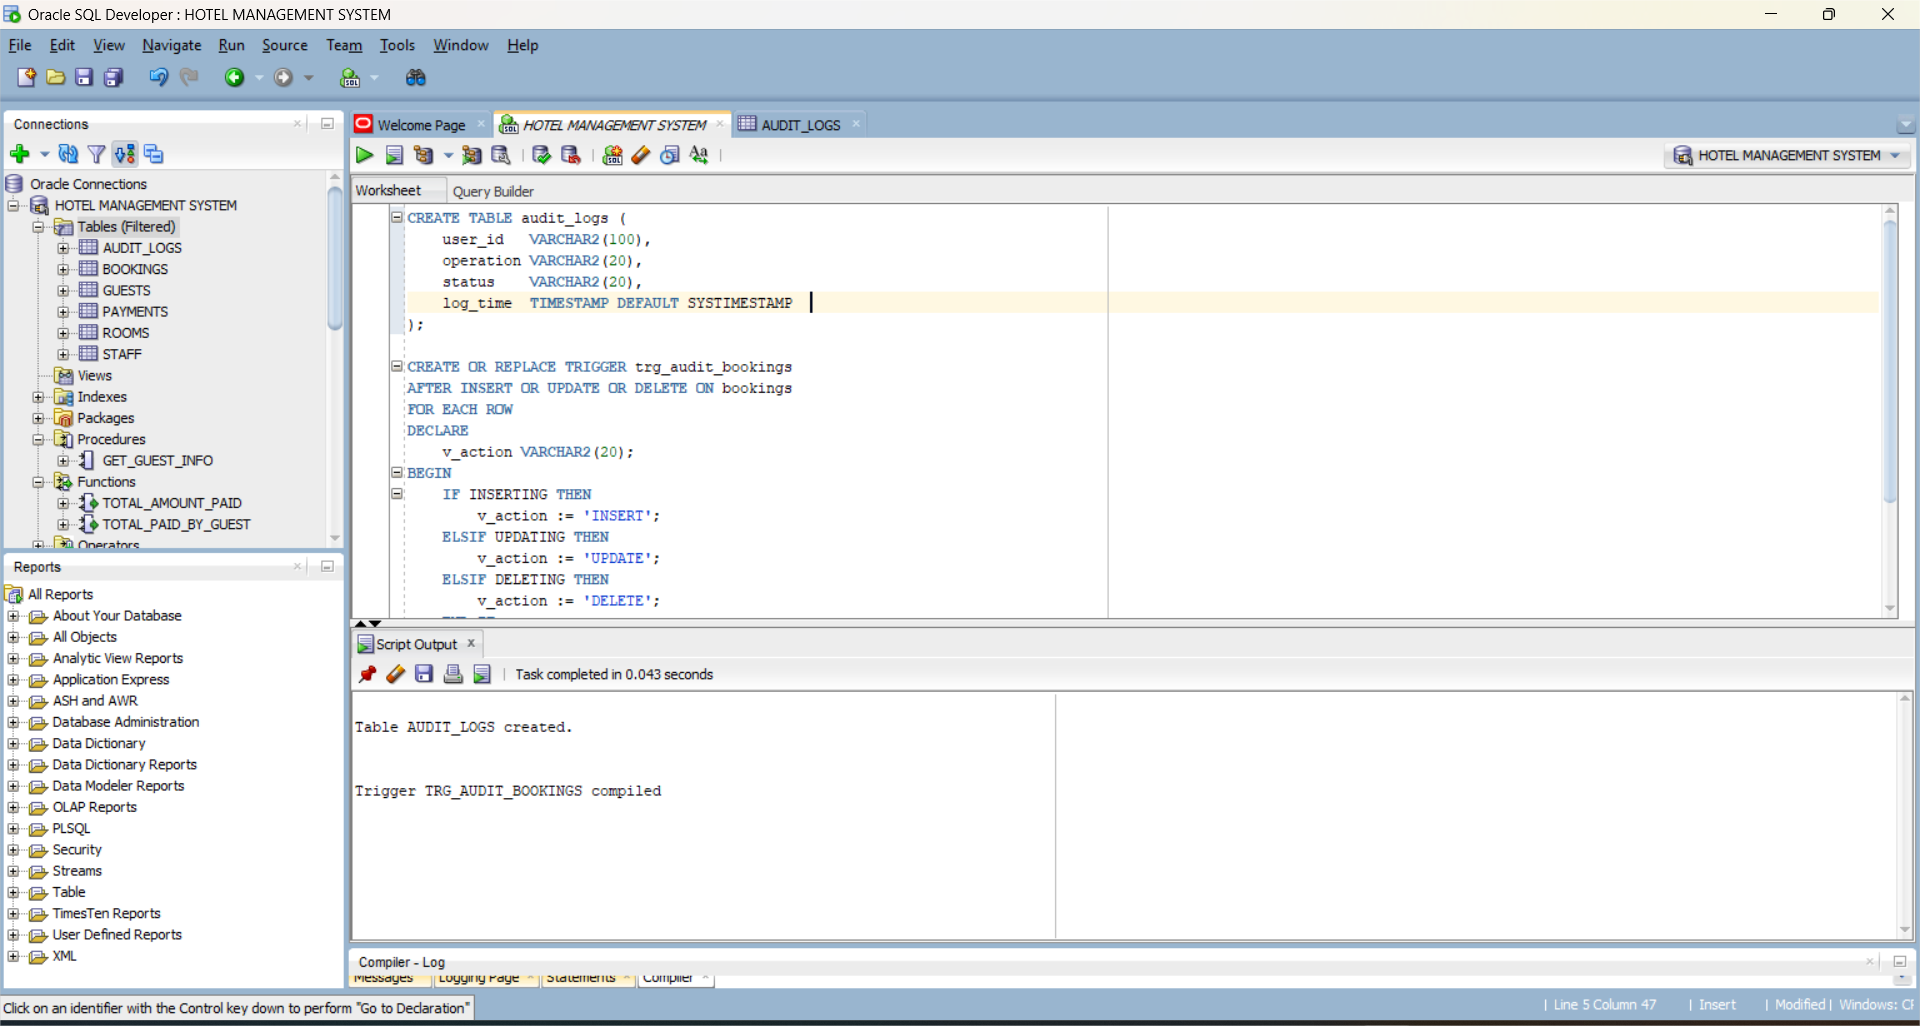 Oracle SQL Developer : HOTEL MANAGEMENT SYSTEM
File Edit View Navigate Run Source Team Tools Window Help
Connections
Oracle Connections
HOTEL MANAGEMENT SYSTEM
Tables (Filtered)
AUDIT_LOGS
BOOKINGS
GUESTS
PAYMENTS
ROOMS
STAFF
Views
Indexes
Packages
Procedures
GET_GUEST_INFO
Functions
TOTAL_AMOUNT_PAID
TOTAL_PAID_BY_GUEST
Operators
Reports
All Reports
About Your Database
All Objects
Analytic View Reports
Application Express
ASH and AWR
Database Administration
Data Dictionary
Data Dictionary Reports
Data Modeler Reports
OLAP Reports
PLSQL
Security
Streams
Table
TimesTen Reports
User Defined Reports
XML
Welcome Page HOTEL MANAGEMENT SYSTEM AUDIT_LOGS
HOTEL MANAGEMENT SYSTEM
Worksheet Query Builder
CREATE TABLE audit_logs (
user_id VARCHAR2(100),
operation VARCHAR2(20),
status VARCHAR2(20),
log_time TIMESTAMP DEFAULT SYSTIMESTAMP
);
CREATE OR REPLACE TRIGGER trg_audit_bookings
AFTER INSERT OR UPDATE OR DELETE ON bookings
FOR EACH ROW
DECLARE
v_action VARCHAR2(20);
BEGIN
IF INSERTING THEN
v_action := 'INSERT';
ELSIF UPDATING THEN
v_action := 'UPDATE';
ELSIF DELETING THEN
v_action := 'DELETE';
Script Output
Task completed in 0.043 seconds
Table AUDIT_LOGS created.
Trigger TRG_AUDIT_BOOKINGS compiled
Compiler - Log
Messages Logging Page Statements Compiler
Click on an identifier with the Control key down to perform "Go to Declaration"
Line 5 Column 47 Insert Modified Windows: